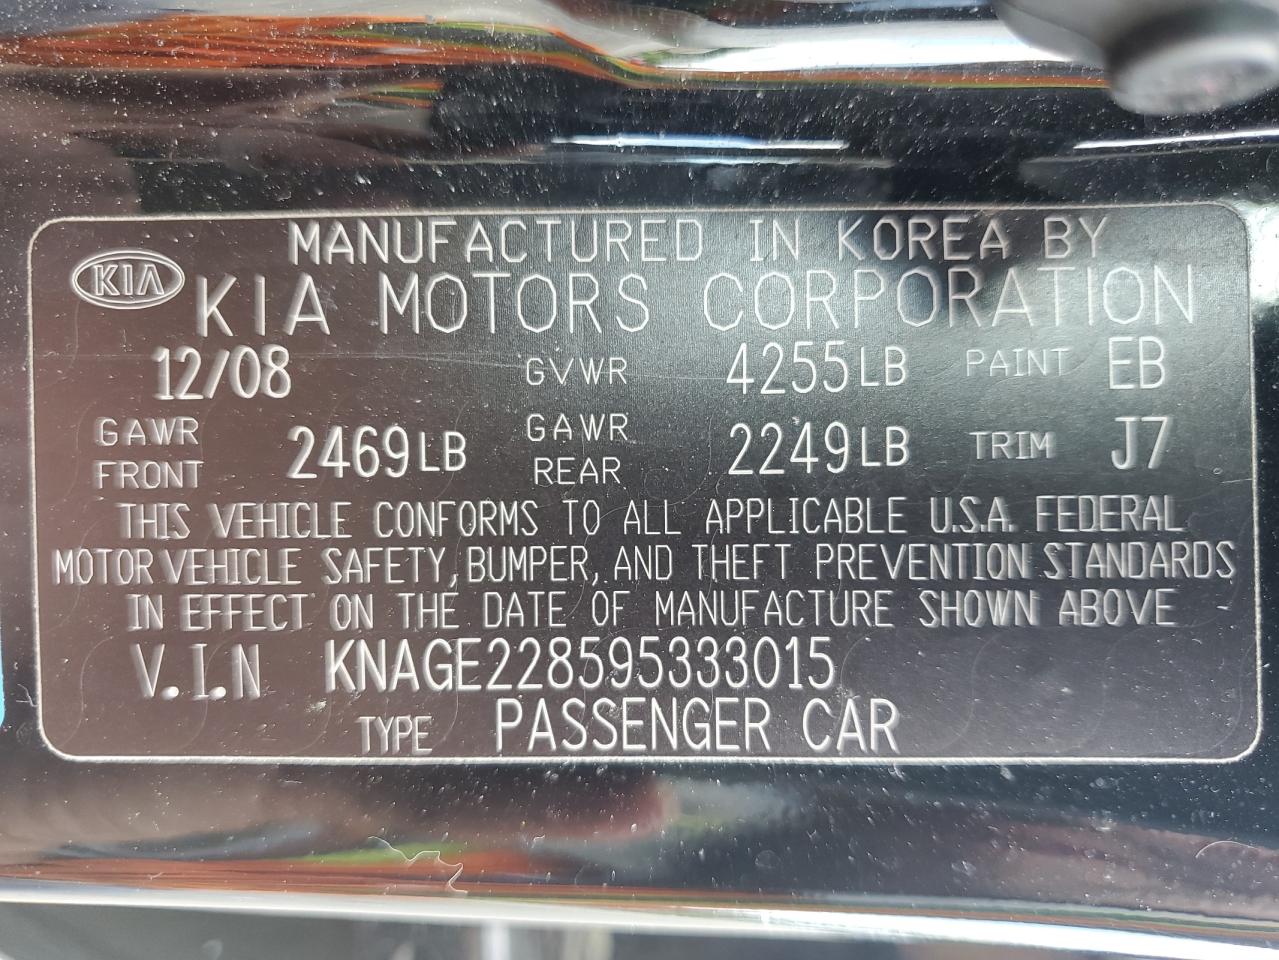 MANUFACTURED IN KOREA BY
KIA KIA MOTORS CORPORATION
12/08 GVWR 4255LB PAINT EB
GAWR FRONT 2469LB GAWR REAR 2249LB TRIM J7
THIS VEHICLE CONFORMS TO ALL APPLICABLE U.S.A. FEDERAL
MOTOR VEHICLE SAFETY, BUMPER, AND THEFT PREVENTION STANDARDS
IN EFFECT ON THE DATE OF MANUFACTURE SHOWN ABOVE
V.I.N KNAGE228595333015
TYPE PASSENGER CAR